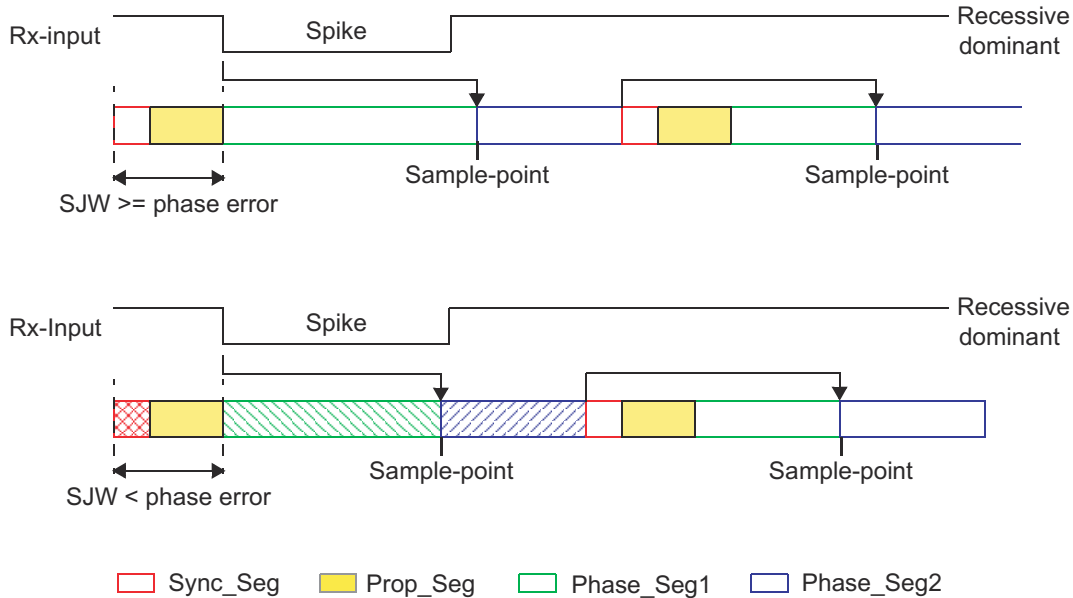 Rx-input
Spike
Recessive
dominant
Sample-point
Sample-point
SJW >= phase error
Rx-Input
Spike
Recessive
dominant
Sample-point
Sample-point
SJW < phase error
Sync_Seg
Prop_Seg
Phase_Seg1
Phase_Seg2